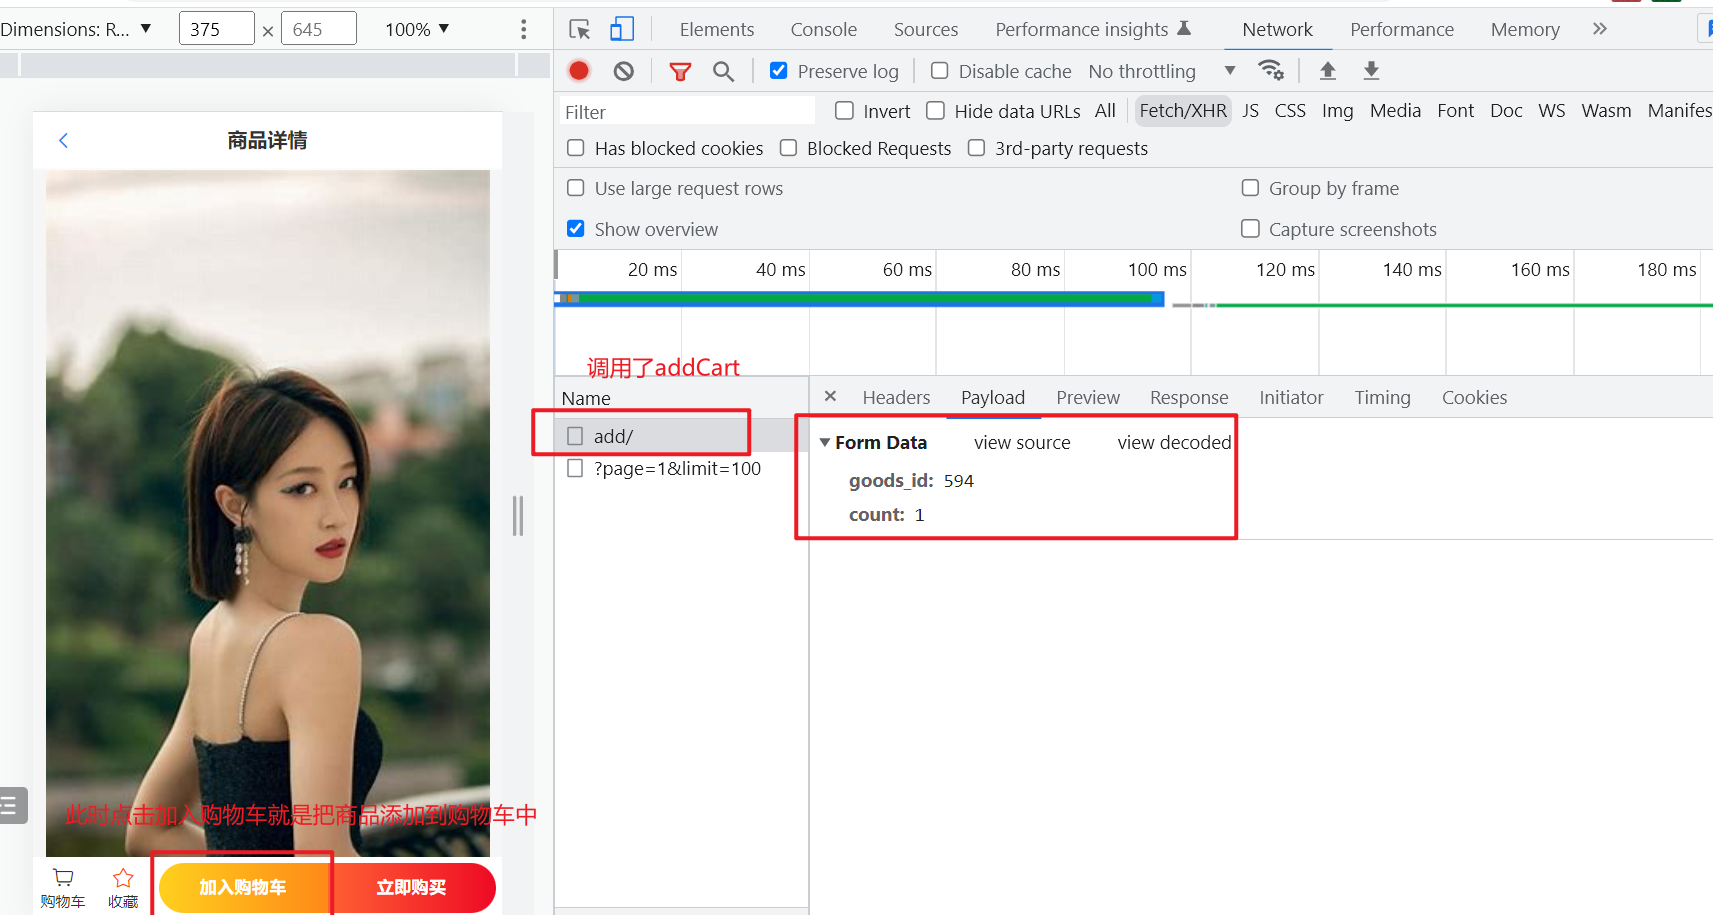 Dimensions: R... ▼ 375 × 645 100% ▼
Elements Console Sources Performance insights Network Performance Memory
Preserve log Disable cache No throttling ▼
Filter Invert Hide data URLs All Fetch/XHR JS CSS Img Media Font Doc WS Wasm Manifes
Has blocked cookies Blocked Requests 3rd-party requests
Use large request rows Group by frame
Show overview Capture screenshots
20 ms 40 ms 60 ms 80 ms 100 ms 120 ms 140 ms 160 ms 180 ms
调用了addCart
Name Headers Payload Preview Response Initiator Timing Cookies
add/
?page=1&limit=100
Form Data view source view decoded
goods_id: 594
count: 1
商品详情
此时点击加入购物车就是把商品添加到购物车中
购物车 收藏 加入购物车 立即购买